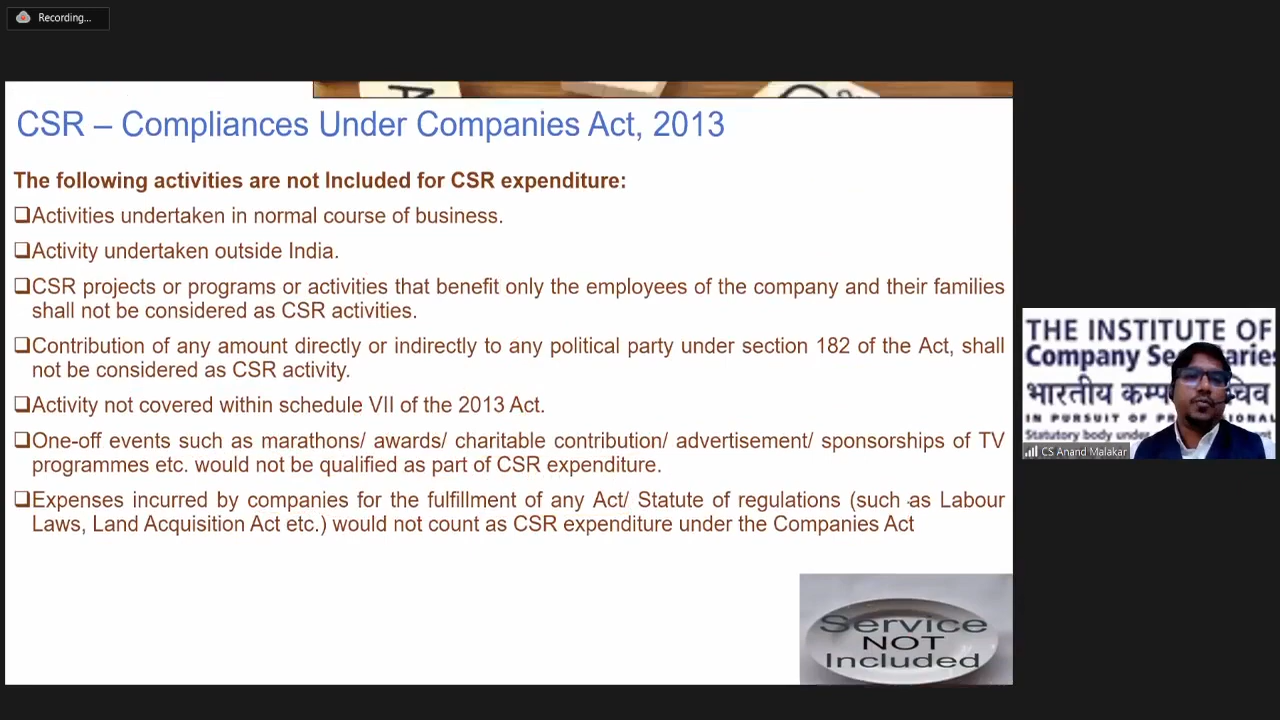 Recording...
CSR – Compliances Under Companies Act, 2013
The following activities are not Included for CSR expenditure:
❑Activities undertaken in normal course of business.
❑Activity undertaken outside India.
❑CSR projects or programs or activities that benefit only the employees of the company and their families
shall not be considered as CSR activities.
❑Contribution of any amount directly or indirectly to any political party under section 182 of the Act, shall
not be considered as CSR activity.
❑Activity not covered within schedule VII of the 2013 Act.
❑One-off events such as marathons/ awards/ charitable contribution/ advertisement/ sponsorships of TV
programmes etc. would not be qualified as part of CSR expenditure.
❑Expenses incurred by companies for the fulfillment of any Act/ Statute of regulations (such as Labour
Laws, Land Acquisition Act etc.) would not count as CSR expenditure under the Companies Act
Service
NOT
Included
THE INSTITUTE OF
Company
भारतीय
IN PURSUIT OF
Statutory body under
CS Anand Malakar